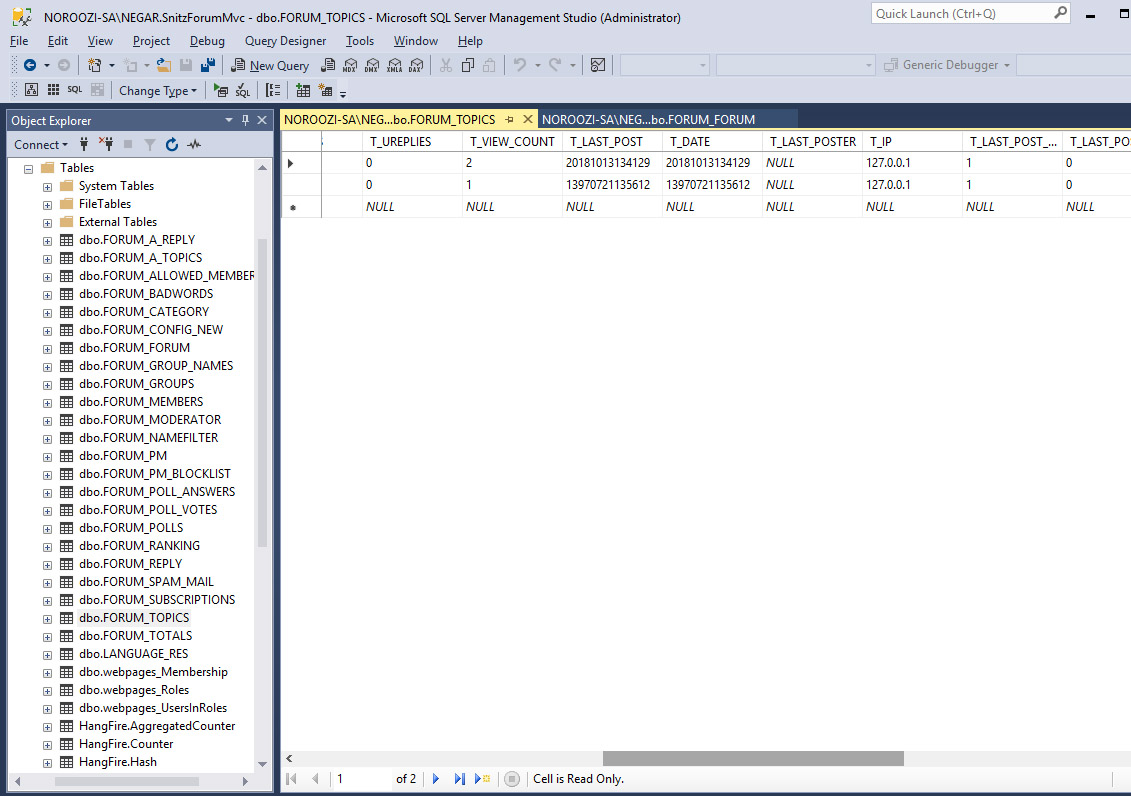 NOROOZI-SA\NEGAR.SnitzForumMvc - dbo.FORUM_TOPICS - Microsoft SQL Server Management Studio (Administrator)
Quick Launch (Ctrl+Q)
File Edit View Project Debug Query Designer Tools Window Help
New Query MDX DMX XMLA DAX Generic Debugger
SQL Change Type SQL
Object Explorer
NOROOZI-SA\NEG...bo.FORUM_TOPICS NOROOZI-SA\NEG...bo.FORUM_FORUM
Connect
T_UREPLIES T_VIEW_COUNT T_LAST_POST T_DATE T_LAST_POSTER T_IP T_LAST_POST_... T_LAST_PO
0 2 20181013134129 20181013134129 NULL 127.0.0.1 1 0
0 1 13970721135612 13970721135612 NULL 127.0.0.1 1 0
NULL NULL NULL NULL NULL NULL NULL NULL
Tables
System Tables
FileTables
External Tables
dbo.FORUM_A_REPLY
dbo.FORUM_A_TOPICS
dbo.FORUM_ALLOWED_MEMBER
dbo.FORUM_BADWORDS
dbo.FORUM_CATEGORY
dbo.FORUM_CONFIG_NEW
dbo.FORUM_FORUM
dbo.FORUM_GROUP_NAMES
dbo.FORUM_GROUPS
dbo.FORUM_MEMBERS
dbo.FORUM_MODERATOR
dbo.FORUM_NAMEFILTER
dbo.FORUM_PM
dbo.FORUM_PM_BLOCKLIST
dbo.FORUM_POLL_ANSWERS
dbo.FORUM_POLL_VOTES
dbo.FORUM_POLLS
dbo.FORUM_RANKING
dbo.FORUM_REPLY
dbo.FORUM_SPAM_MAIL
dbo.FORUM_SUBSCRIPTIONS
dbo.FORUM_TOPICS
dbo.FORUM_TOTALS
dbo.LANGUAGE_RES
dbo.webpages_Membership
dbo.webpages_Roles
dbo.webpages_UsersInRoles
HangFire.AggregatedCounter
HangFire.Counter
HangFire.Hash
1 of 2 Cell is Read Only.